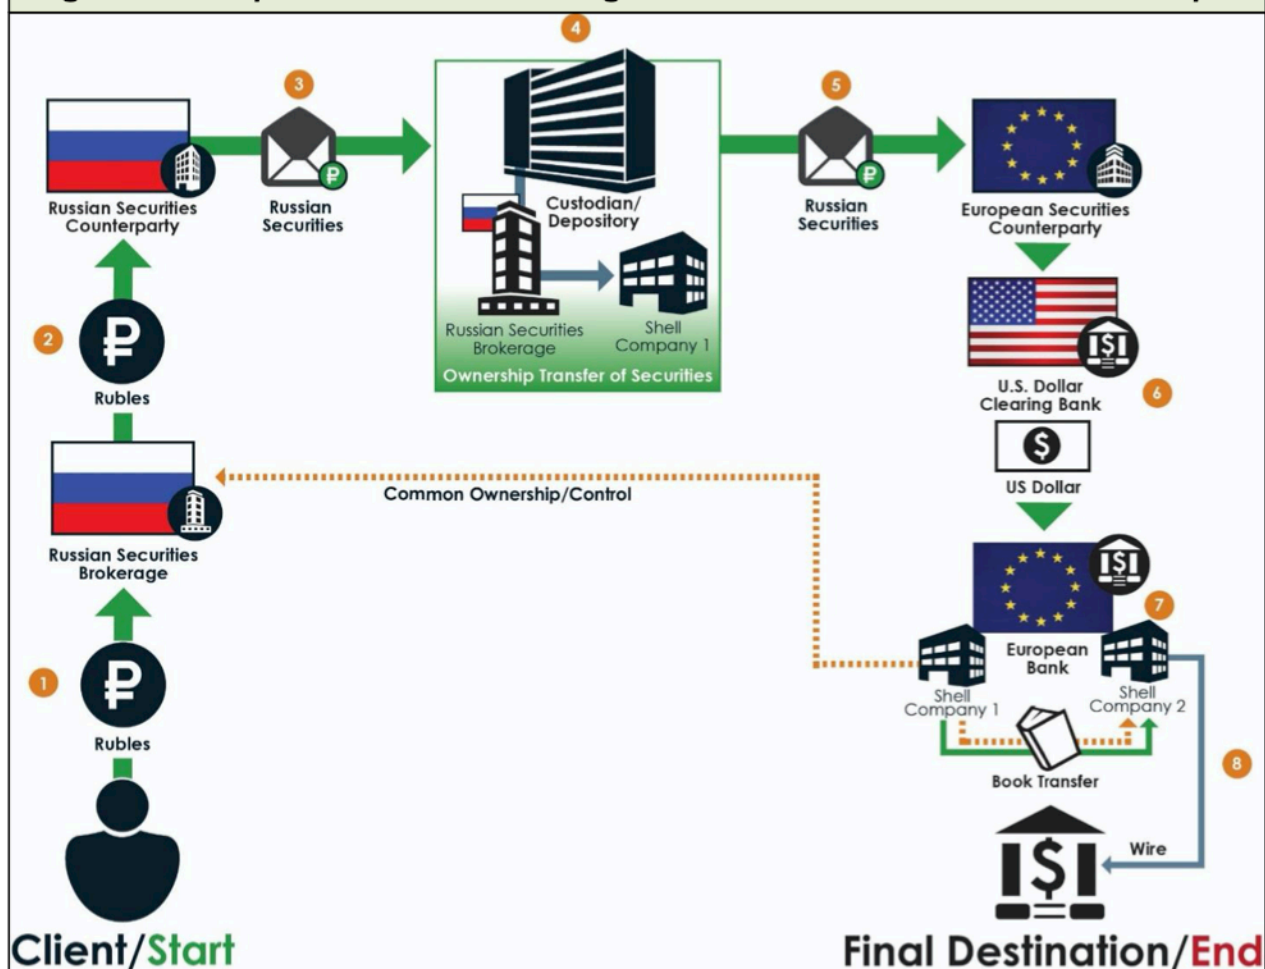 4
3
5
Russian Securities
Counterparty
Russian
Securities
Custodian/
Depository
Russian Securities
Brokerage
Shell
Company 1
Ownership Transfer of Securities
Russian
Securities
European Securities
Counterparty
2
₽
Rubles
U.S. Dollar
Clearing Bank
6
$
US Dollar
Common Ownership/Control
Russian Securities
Brokerage
7
European
Bank
Shell
Company 1
Shell
Company 2
1
₽
Rubles
Book Transfer
8
Wire
$
Client/Start
Final Destination/End